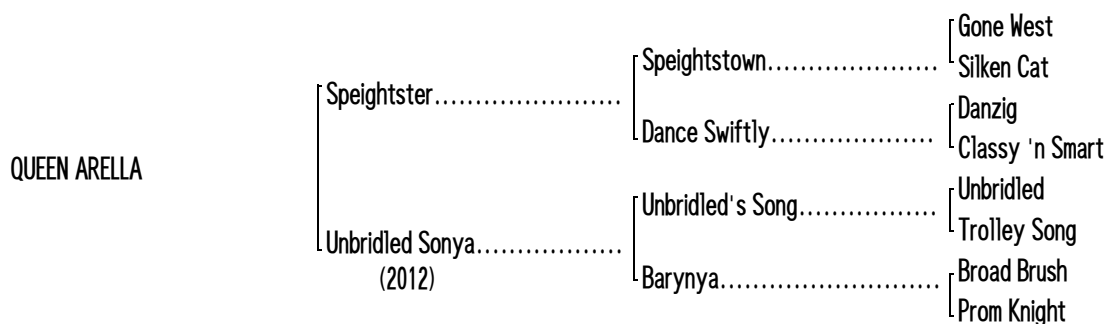 Gone West
Speightstown.....................
Silken Cat
Speightster.......................
Danzig
Dance Swiftly....................
Classy 'n Smart
QUEEN ARELLA
Unbridled
Unbridled's Song.................
Trolley Song
Unbridled Sonya..................
(2012)
Broad Brush
Barynya...........................
Prom Knight